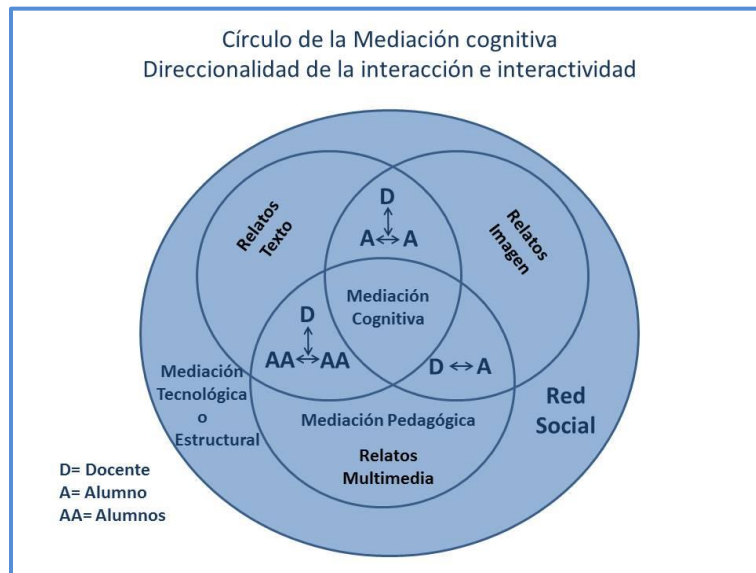 Círculo de la Mediación cognitiva
Direccionalidad de la interacción e interactividad
Relatos
Texto
D
A A
Relatos
Imagen
Mediación
Cognitiva
D
AA AA
D A
Mediación
Tecnológica
o
Estructural
Mediación Pedagógica
Relatos
Multimedia
Red
Social
D= Docente
A= Alumno
AA= Alumnos